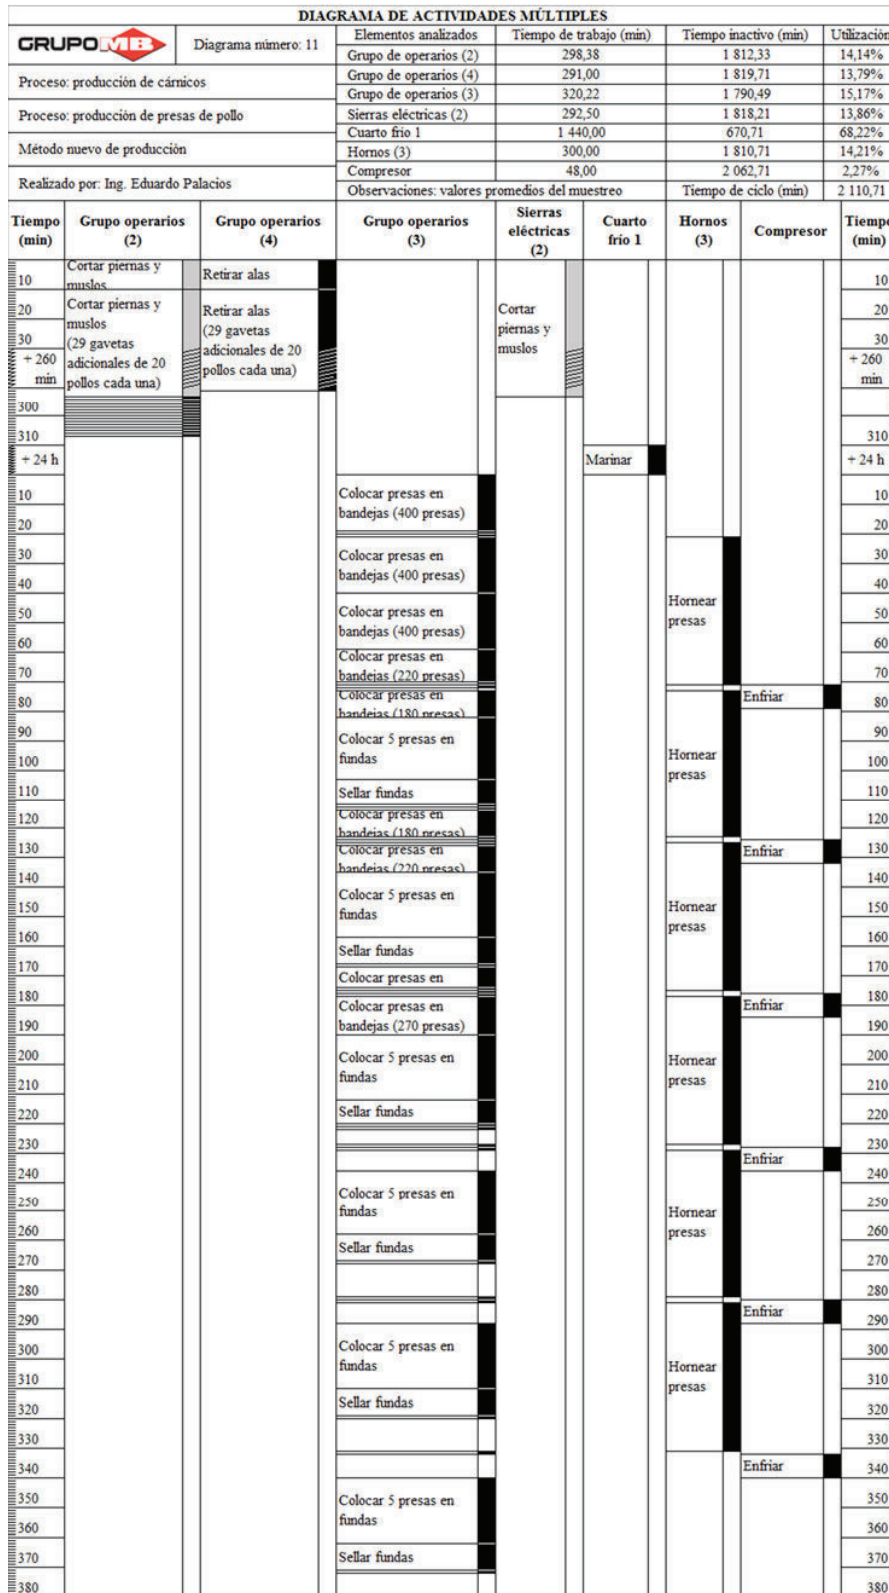 DIAGRAMA DE ACTIVIDADES MÚLTIPLES
GRUPO MB
Diagrama número: 11
Elementos analizados
Tiempo de trabajo (min)
Tiempo inactivo (min)
Utilización
Grupo de operarios (2)
298,38
1 812,33
14,14%
Proceso: producción de cárnicos
Grupo de operarios (4)
291,00
1 819,71
13,79%
Grupo de operarios (3)
320,22
1 790,49
15,17%
Proceso: producción de presas de pollo
Sierras eléctricas (2)
292,50
1 818,21
13,86%
Cuarto frío 1
1 440,00
670,71
68,22%
Método nuevo de producción
Hornos (3)
300,00
1 810,71
14,21%
Compresor
48,00
2 062,71
2,27%
Realizado por: Ing. Eduardo Palacios
Observaciones: valores promedios del muestreo
Tiempo de ciclo (min)
2 110,71
Tiempo
(min)
Grupo operarios
(2)
Grupo operarios
(4)
Grupo operarios
(3)
Sierras
eléctricas
(2)
Cuarto
frío 1
Hornos
(3)
Compresor
Tiempo
(min)
10
20
30
+ 260
min
300
310
+ 24 h
10
20
30
40
50
60
70
80
90
100
110
120
130
140
150
160
170
180
190
200
210
220
230
240
250
260
270
280
290
300
310
320
330
340
350
360
370
380
Cortar piernas y
muslos
Cortar piernas y
muslos
(29 gavetas
adicionales de 20
pollos cada una)
Retirar alas
Retirar alas
(29 gavetas
adicionales de 20
pollos cada una)
Colocar presas en
bandejas (400 presas)
Colocar presas en
bandejas (400 presas)
Colocar presas en
bandejas (400 presas)
Colocar presas en
bandejas (220 presas)
Colocar presas en
bandejas (180 presas)
Colocar 5 presas en
fundas
Sellar fundas
Colocar presas en
bandejas (180 presas)
Colocar presas en
bandejas (220 presas)
Colocar 5 presas en
fundas
Sellar fundas
Colocar presas en
Colocar presas en
bandejas (270 presas)
Colocar 5 presas en
fundas
Sellar fundas
Colocar 5 presas en
fundas
Sellar fundas
Colocar 5 presas en
fundas
Sellar fundas
Colocar 5 presas en
fundas
Sellar fundas
Cortar
piernas y
muslos
Marinar
Hornear
presas
Hornear
presas
Hornear
presas
Hornear
presas
Hornear
presas
Hornear
presas
Enfriar
Enfriar
Enfriar
Enfriar
Enfriar
Enfriar
10
20
30
+ 260
min
310
+ 24 h
10
20
30
40
50
60
70
80
90
100
110
120
130
140
150
160
170
180
190
200
210
220
230
240
250
260
270
280
290
300
310
320
330
340
350
360
370
380